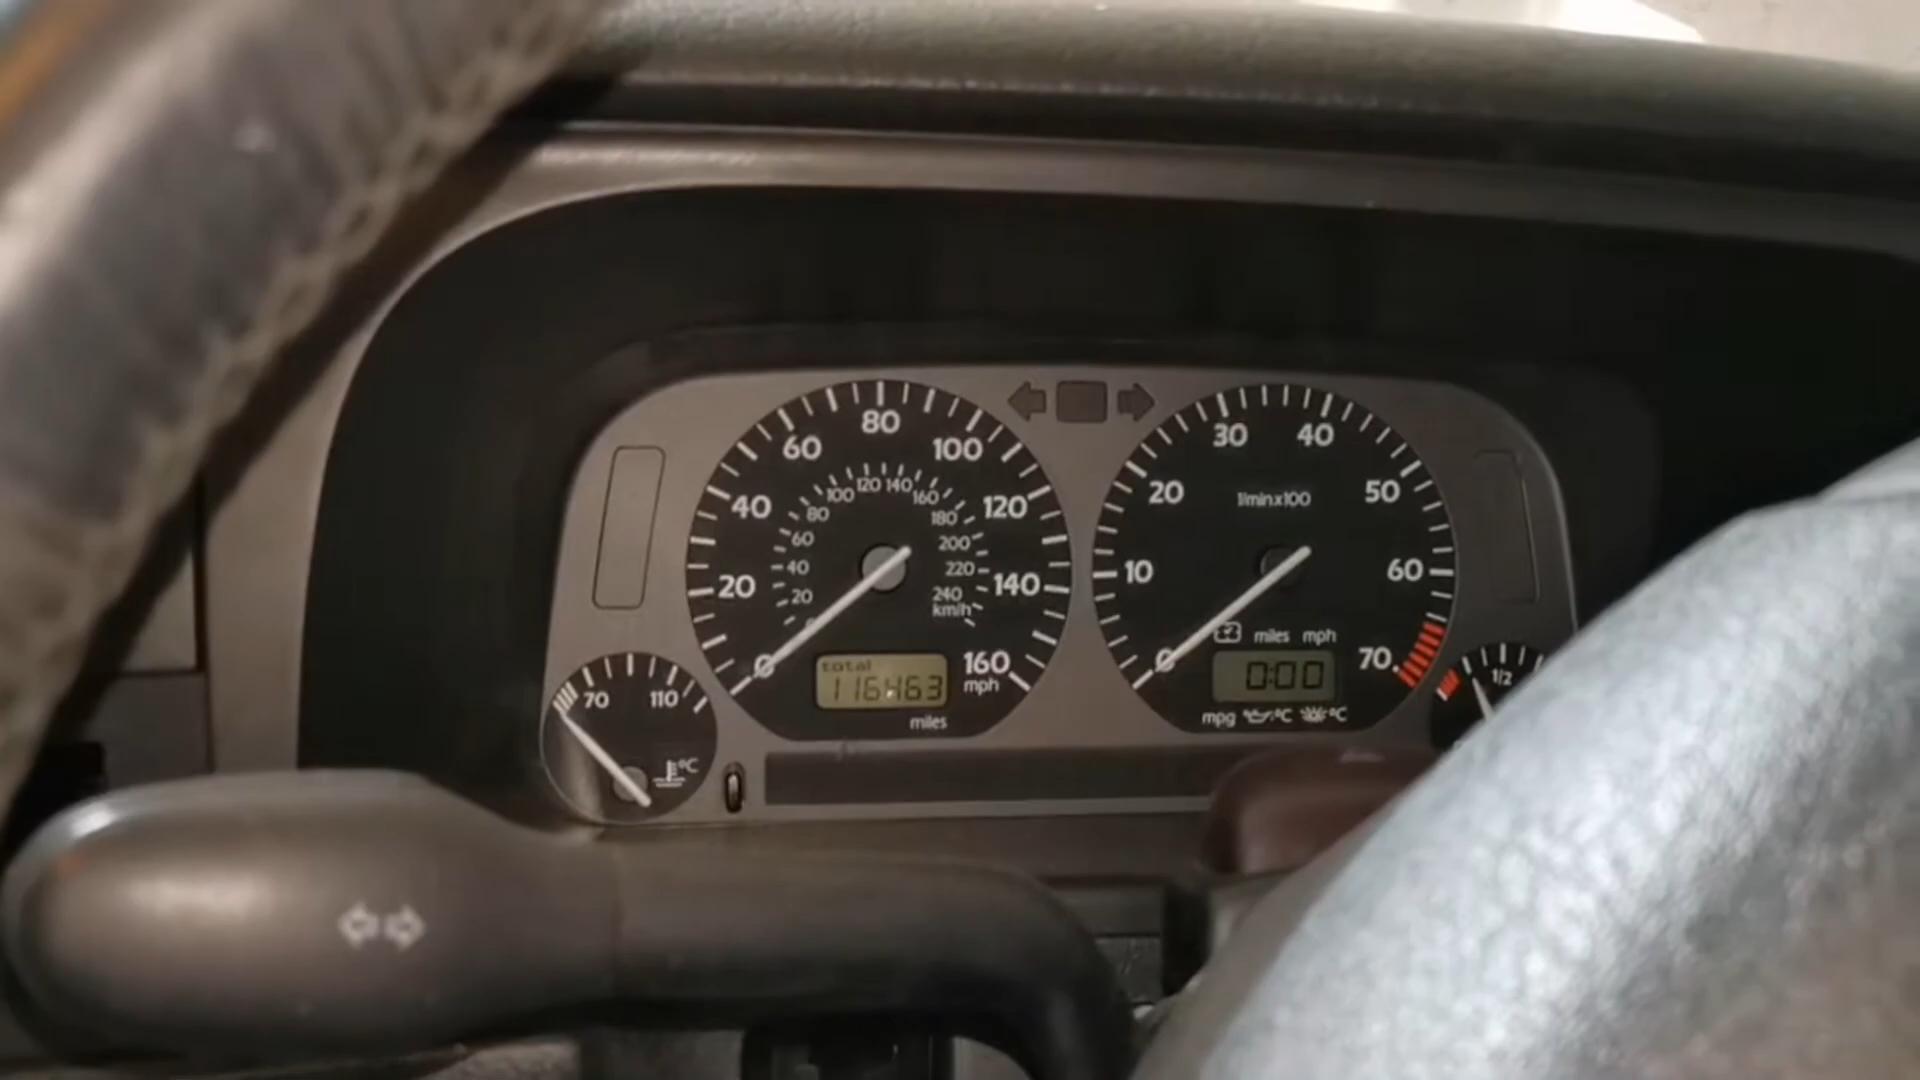 20 40 60 80 100 120 140 160
mph
20 40 60 80 100 120 140 160 180 200 220 240
km/h
0
total
116463
miles
10 20 30 40 50 60 70
1/minx100
0
miles mph
0:00
mpg °C °C
70 110
°C
1/2